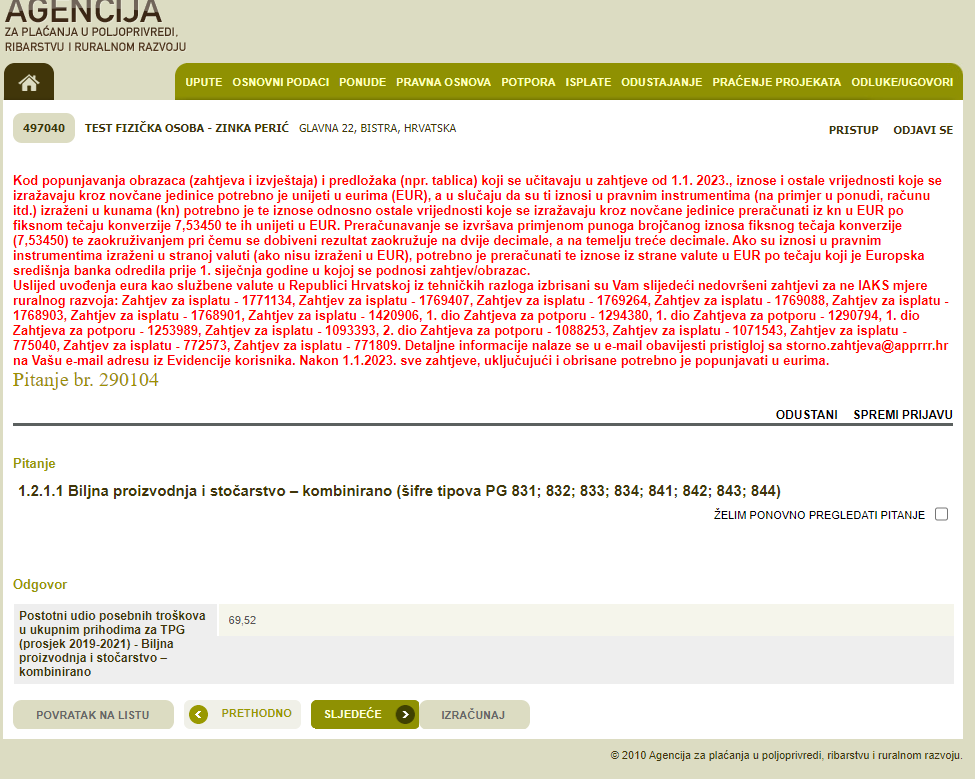 AGENCIJA
ZA PLAĆANJA U POLJOPRIVREDI,
RIBARSTVU I RURALNOM RAZVOJU
UPUTE OSNOVNI PODACI PONUDE PRAVNA OSNOVA POTPORA ISPLATE ODUSTAJANJE PRAĆENJE PROJEKATA ODLUKE/UGOVORI
497040 TEST FIZIČKA OSOBA - ZINKA PERIĆ GLAVNA 22, BISTRA, HRVATSKA
PRISTUP ODJAVI SE
Kod popunjavanja obrazaca (zahtjeva i izvještaja) i predložaka (npr. tablica) koji se učitavaju u zahtjeve od 1.1. 2023., iznose i ostale vrijednosti koje se
izražavaju kroz novčane jedinice potrebno je unijeti u eurima (EUR), a u slučaju da su ti iznosi u pravnim instrumentima (na primjer u ponudi, računu
itd.) izraženi u kunama (kn) potrebno je te iznose odnosno ostale vrijednosti koje se izražavaju kroz novčane jedinice preračunati iz kn u EUR po
fiksnom tečaju konverzije 7,53450 te ih unijeti u EUR. Preračunavanje se izvršava primjenom punoga brojčanog iznosa fiksnog tečaja konverzije
(7,53450) te zaokruživanjem pri čemu se dobiveni rezultat zaokružuje na dvije decimale, a na temelju treće decimale. Ako su iznosi u pravnim
instrumentima izraženi u stranoj valuti (ako nisu izraženi u EUR), potrebno je preračunati te iznose iz strane valute u EUR po tečaju koji je Europska
središnja banka odredila prije 1. siječnja godine u kojoj se podnosi zahtjev/obrazac.
Uslijed uvođenja eura kao službene valute u Republici Hrvatskoj iz tehničkih razloga izbrisani su Vam slijedeći nedovršeni zahtjevi za ne IAKS mjere
ruralnog razvoja: Zahtjev za isplatu - 1771134, Zahtjev za isplatu - 1769407, Zahtjev za isplatu - 1769264, Zahtjev za isplatu - 1769088, Zahtjev za isplatu -
1768903, Zahtjev za isplatu - 1768901, Zahtjev za isplatu - 1420906, 1. dio Zahtjeva za potporu - 1294380, 1. dio Zahtjeva za potporu - 1290794, 1. dio
Zahtjeva za potporu - 1253989, Zahtjev za isplatu - 1093393, 2. dio Zahtjeva za potporu - 1088253, Zahtjev za isplatu - 1071543, Zahtjev za isplatu -
775040, Zahtjev za isplatu - 772573, Zahtjev za isplatu - 771809. Detaljne informacije nalaze se u e-mail obavijesti pristigloj sa storno.zahtjeva@apprrr.hr
na Vašu e-mail adresu iz Evidencije korisnika. Nakon 1.1.2023. sve zahtjeve, uključujući i obrisane potrebno je popunjavati u eurima.
Pitanje br. 290104
ODUSTANI SPREMI PRIJAVU
Pitanje
1.2.1.1 Biljna proizvodnja i stočarstvo – kombinirano (šifre tipova PG 831; 832; 833; 834; 841; 842; 843; 844)
ŽELIM PONOVNO PREGLEDATI PITANJE
Odgovor
Postotni udio posebnih troškova
u ukupnim prihodima za TPG
(prosjek 2019-2021) - Biljna
proizvodnja i stočarstvo –
kombinirano
69,52
POVRATAK NA LISTU PRETHODNO SLJEDEĆE IZRAČUNAJ
© 2010 Agencija za plaćanja u poljoprivredi, ribarstvu i ruralnom razvoju.